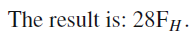 The result is: 28F_H.